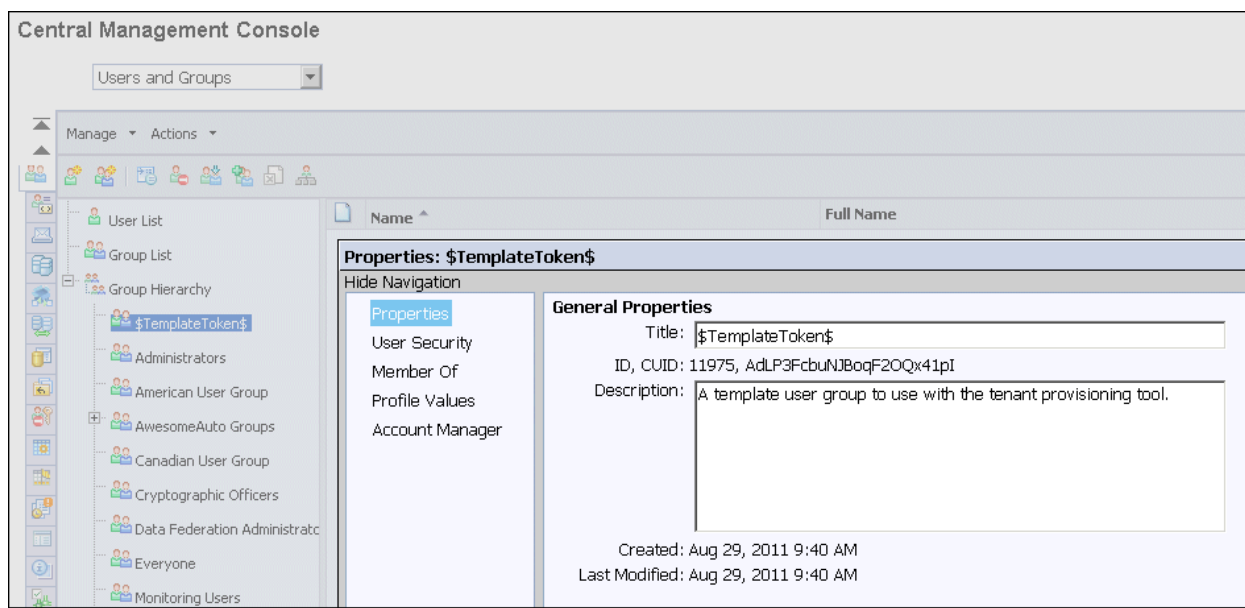 Central Management Console
Users and Groups
Manage Actions
Name Full Name
User List
Group List
Group Hierarchy
$TemplateToken$
Administrators
American User Group
AwesomeAuto Groups
Canadian User Group
Cryptographic Officers
Data Federation Administratc
Everyone
Monitoring Users
Properties: $TemplateToken$
Hide Navigation
Properties
User Security
Member Of
Profile Values
Account Manager
General Properties
Title: $TemplateToken$
ID, CUID: 11975, AdLP3FcbuNJBoqF2OQx41pI
Description: A template user group to use with the tenant provisioning tool.
Created: Aug 29, 2011 9:40 AM
Last Modified: Aug 29, 2011 9:40 AM